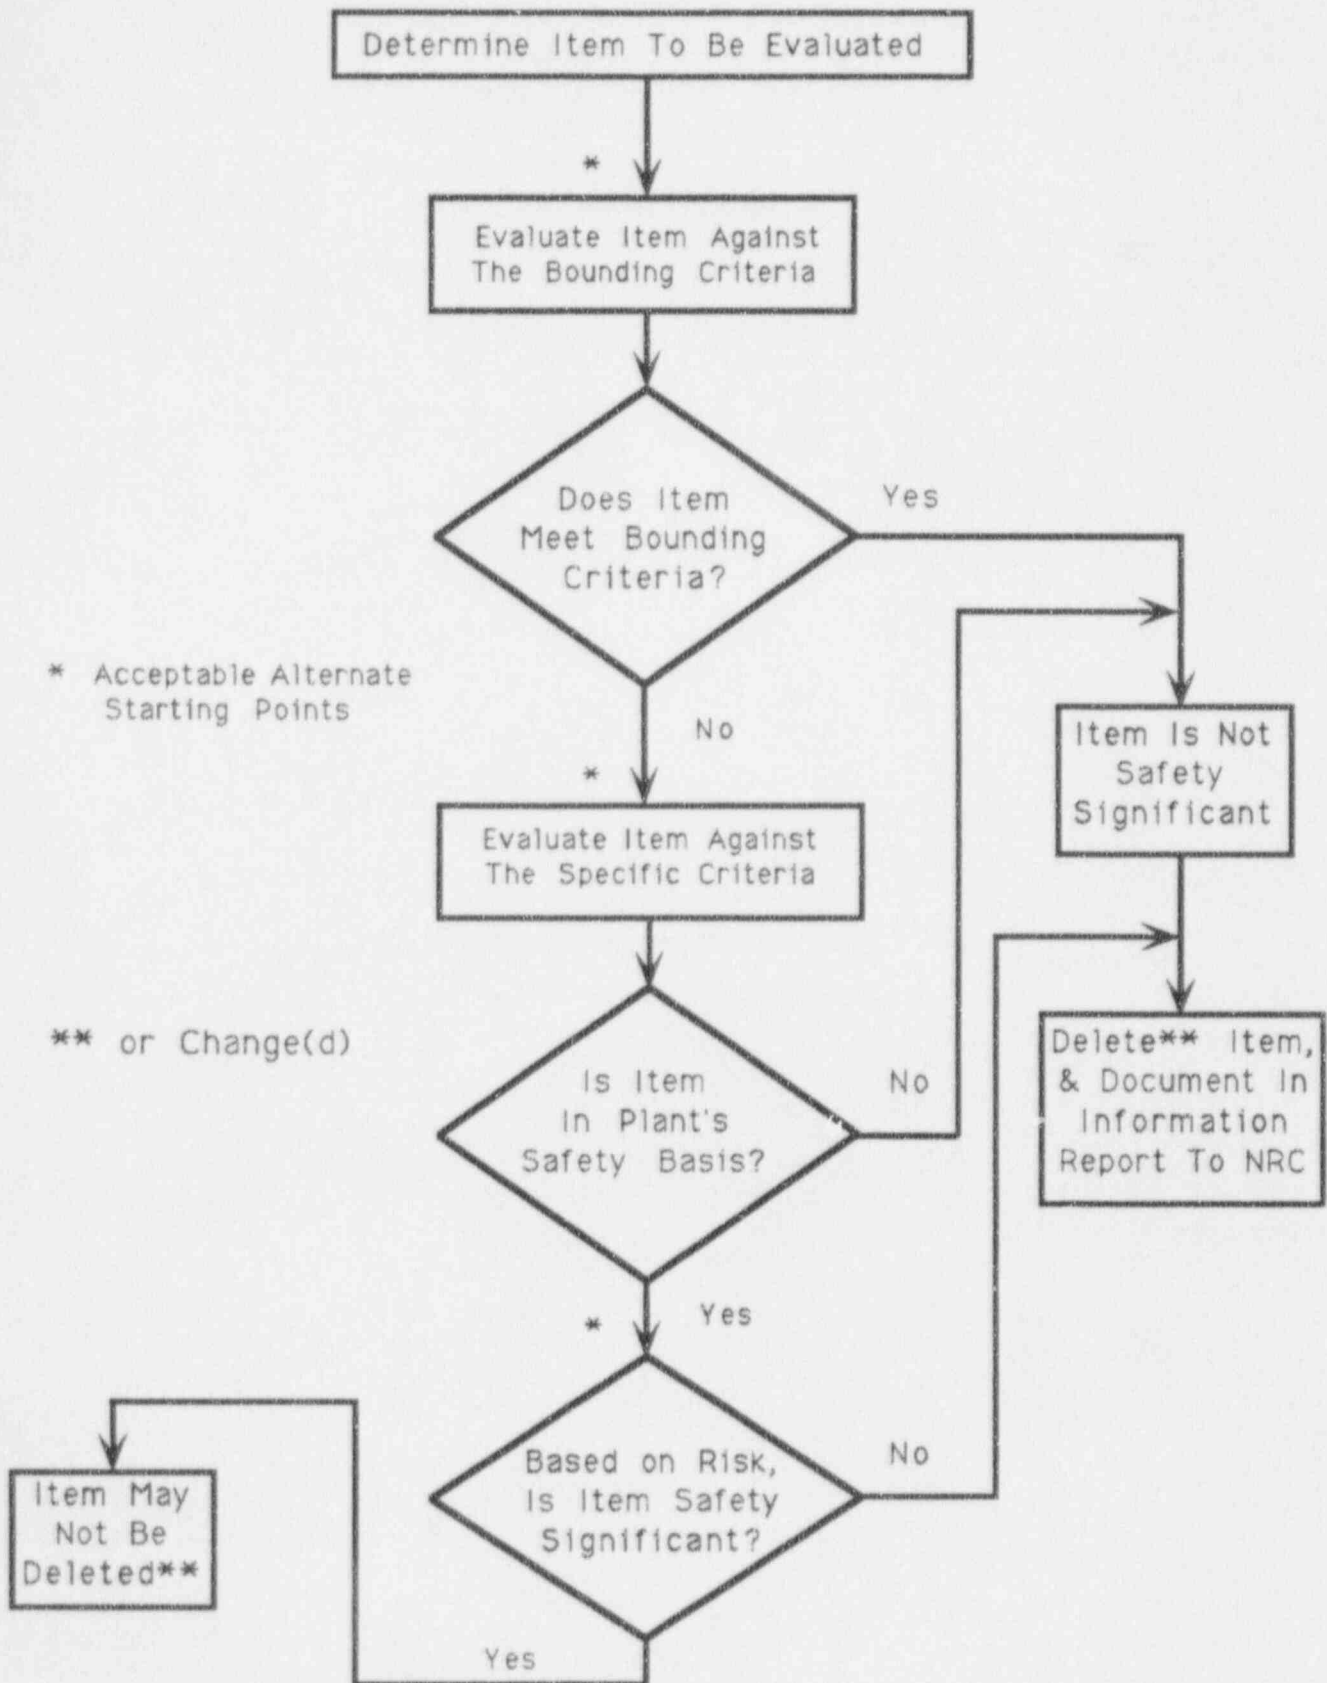 Determine Item To Be Evaluated
*
Evaluate Item Against
The Bounding Criteria
Does Item
Meet Bounding
Criteria?
Yes
* Acceptable Alternate
Starting Points
No
*
Item Is Not
Safety
Significant
Evaluate Item Against
The Specific Criteria
** or Change(d)
Is Item
In Plant's
Safety Basis?
No
Delete** Item,
& Document In
Information
Report To NRC
*
Yes
Based on Risk,
Is Item Safety
Significant?
No
Item May
Not Be
Deleted**
Yes